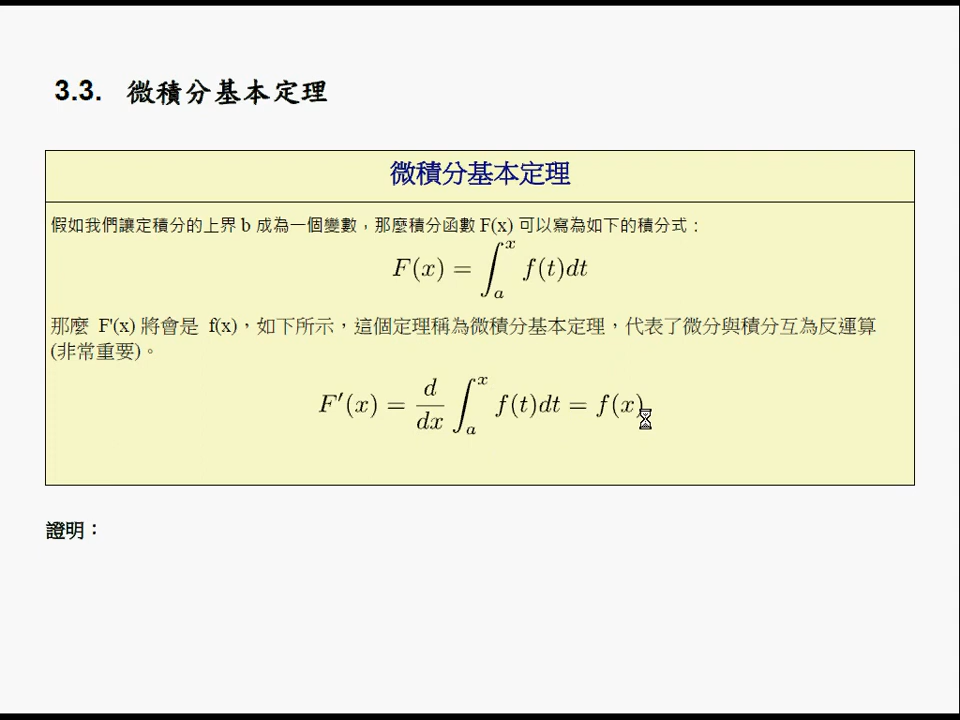 3.3. 微積分基本定理
微積分基本定理
假如我們讓定積分的上界 b 成為一個變數，那麼積分函數 F(x) 可以寫為如下的積分式：
F(x) = ∫_a^x f(t)dt
那麼 F'(x) 將會是 f(x)，如下所示，這個定理稱為微積分基本定理，代表了微分與積分互為反運算
(非常重要)。
F′(x) = d/dx ∫_a^x f(t)dt = f(x)
證明：